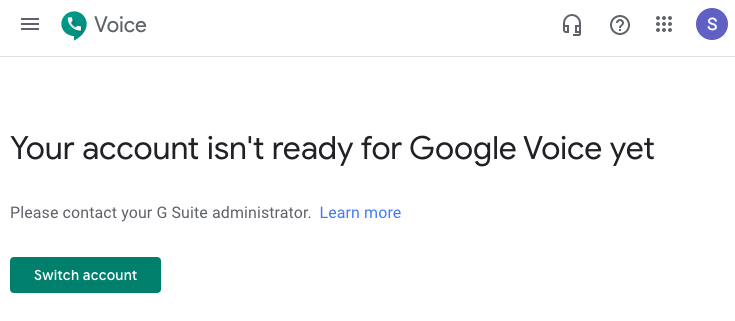 Voice
S
Your account isn't ready for Google Voice yet
Please contact your G Suite administrator. Learn more
Switch account